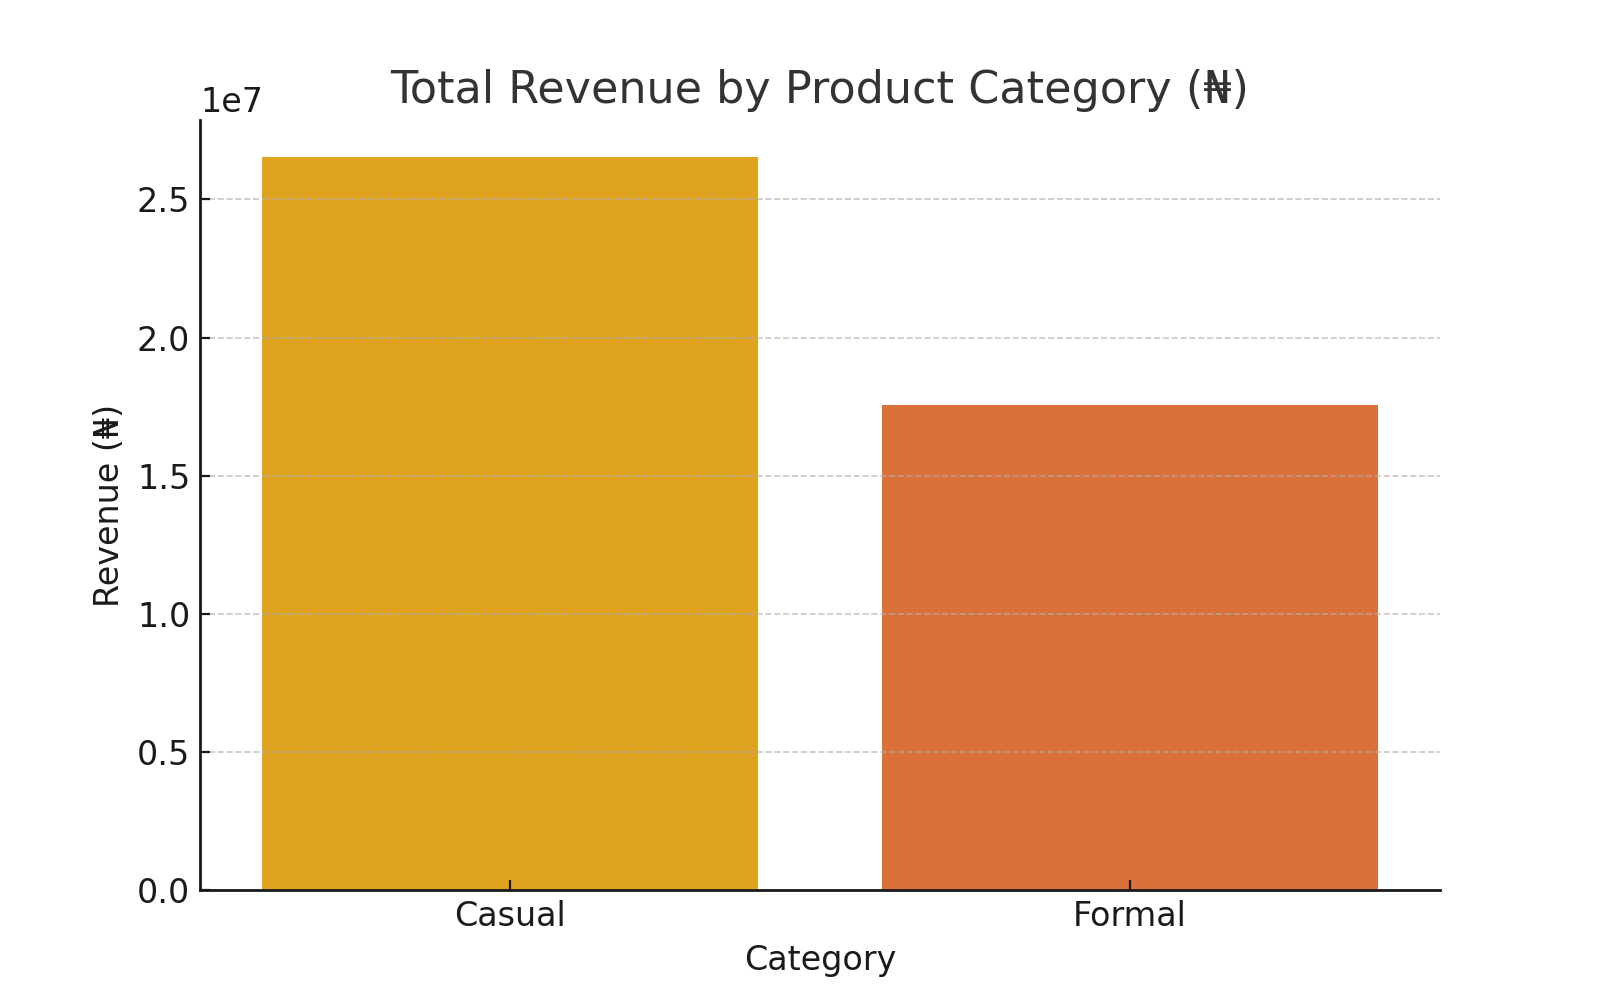 Total Revenue by Product Category (₦)
1e7
2.5
2.0
1.5
1.0
0.5
0.0
Revenue (₦)
Casual
Formal
Category